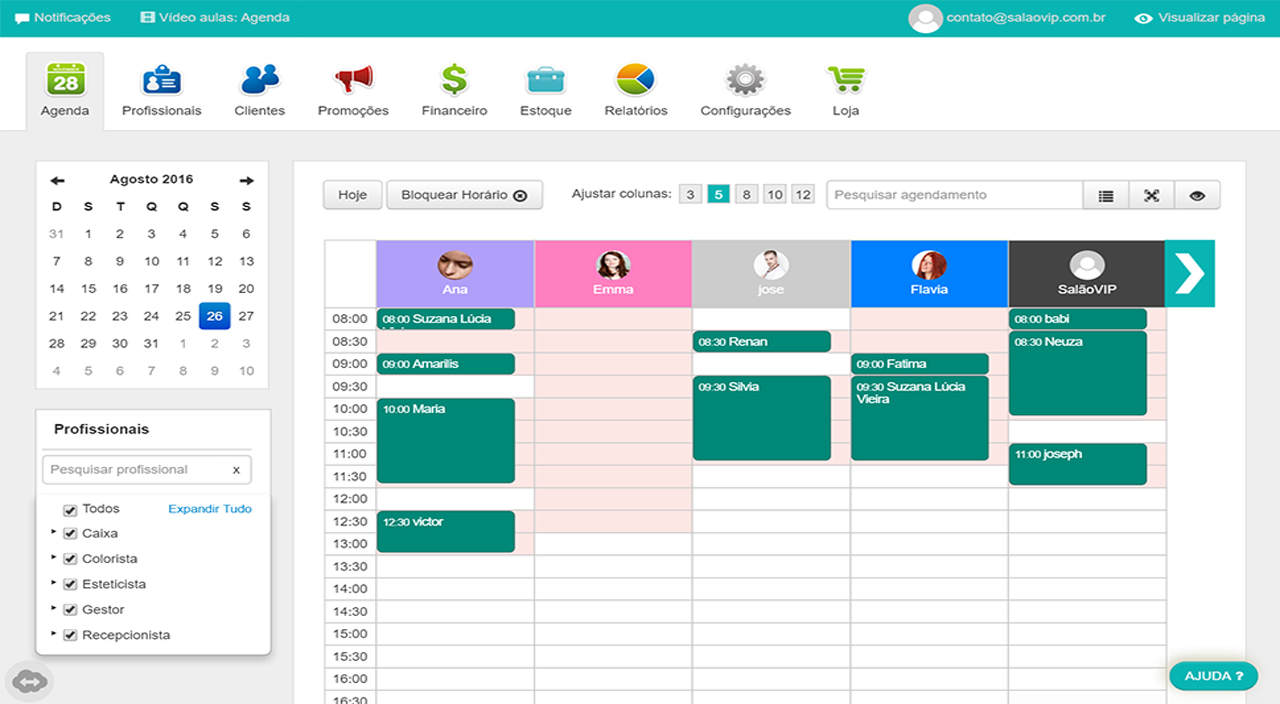 Notificações Vídeo aulas: Agenda contato@salaovip.com.br Visualizar página
28
Agenda Profissionais Clientes Promoções Financeiro Estoque Relatórios Configurações Loja
Agosto 2016
D S T Q Q S S
31 1 2 3 4 5 6
7 8 9 10 11 12 13
14 15 16 17 18 19 20
21 22 23 24 25 26 27
28 29 30 31 1 2 3
4 5 6 7 8 9 10
Profissionais
Pesquisar profissional x
Todos Expandir Tudo
Caixa
Colorista
Esteticista
Gestor
Recepcionista
Hoje Bloquear Horário Ajustar colunas: 3 5 8 10 12 Pesquisar agendamento
Ana Emma jose Flavia SalãoVIP
08:00 08:00 Suzana Lúcia 08:00 babi
08:30 08:30 Renan 08:30 Neuza
09:00 09:00 Amarilis 09:00 Fatima
09:30 09:30 Silvia 09:30 Suzana Lúcia
Vieira
10:00 10:00 Maria
10:30
11:00 11:00 joseph
11:30
12:00
12:30 12:30 victor
13:00
13:30
14:00
14:30
15:00
15:30
16:00
16:30
AJUDA ?